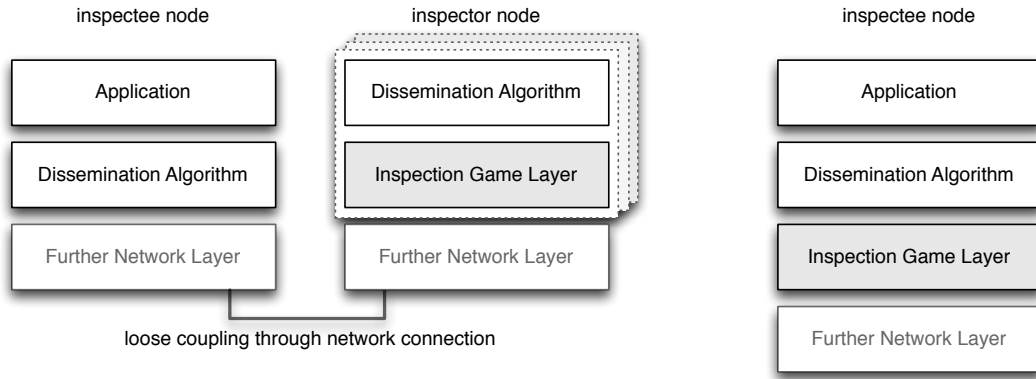 inspectee node
Application
Dissemination Algorithm
Further Network Layer
inspector node
Dissemination Algorithm
Inspection Game Layer
Further Network Layer
loose coupling through network connection
inspectee node
Application
Dissemination Algorithm
Inspection Game Layer
Further Network Layer